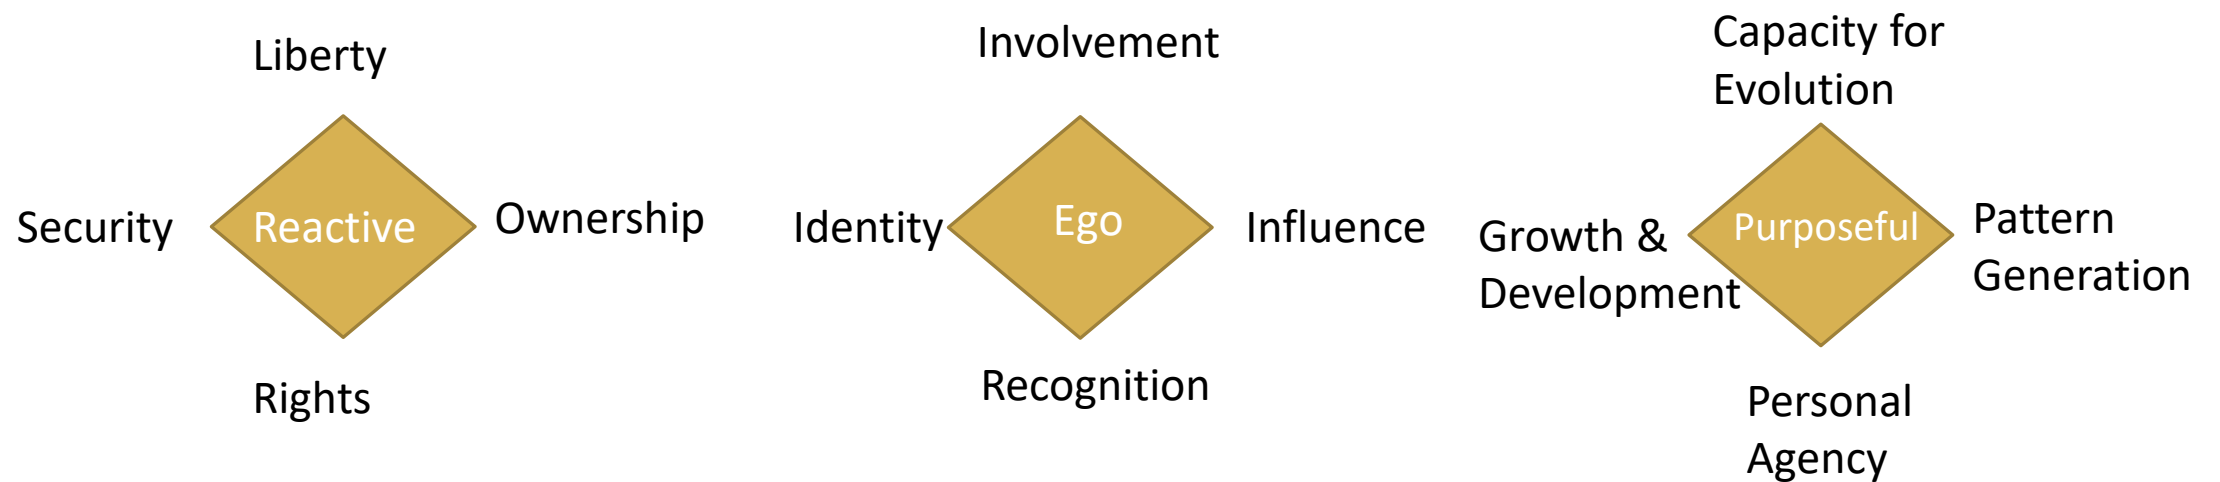 Liberty
Security
Reactive
Ownership
Rights
Involvement
Identity
Ego
Influence
Recognition
Capacity for
Evolution
Growth &
Development
Purposeful
Pattern
Generation
Personal
Agency